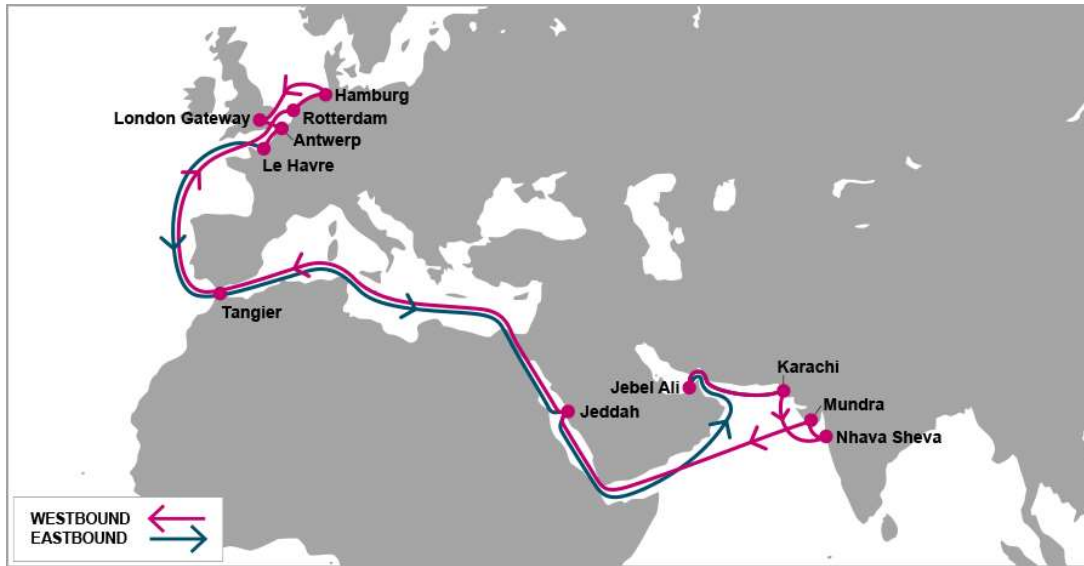 Hamburg
London Gateway
Rotterdam
Antwerp
Le Havre
Tangier
Karachi
Jebel Ali
Mundra
Jeddah
Nhava Sheva
WESTBOUND
EASTBOUND